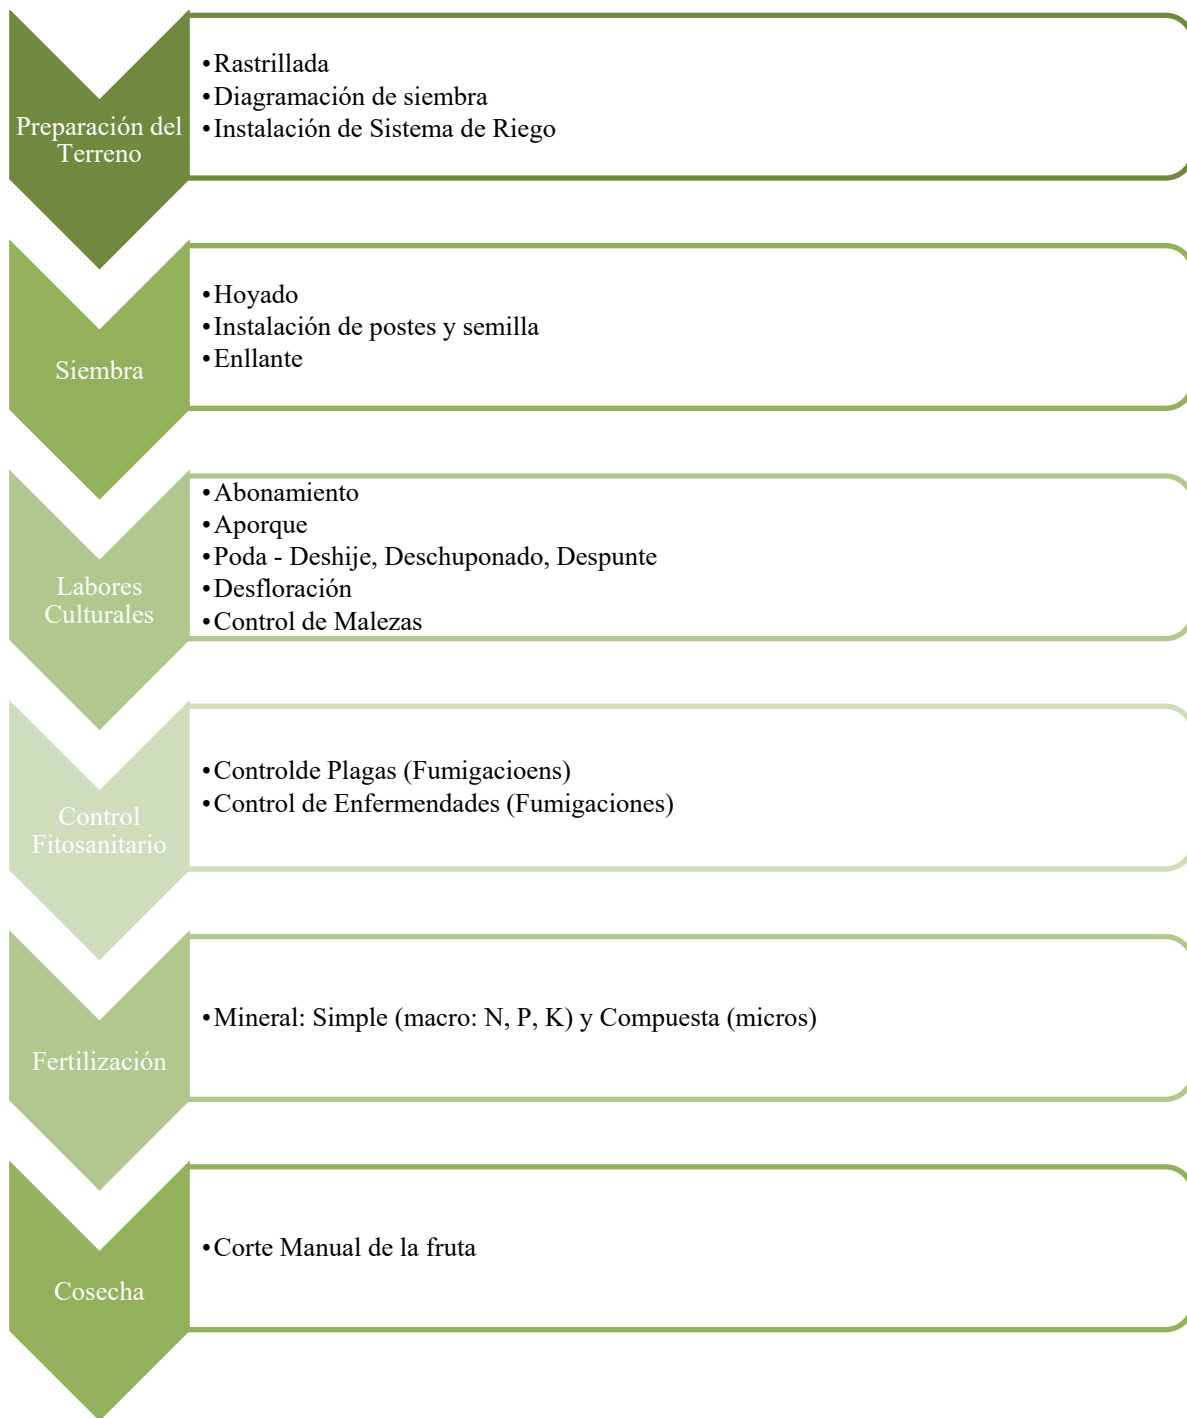 Preparación del
Terreno
•Rastrillada
•Diagramación de siembra
•Instalación de Sistema de Riego
Siembra
•Hoyado
•Instalación de postes y semilla
•Enllante
Labores
Culturales
•Abonamiento
•Aporque
•Poda - Deshije, Deschuponado, Despunte
•Desfloración
•Control de Malezas
Control
Fitosanitario
•Controlde Plagas (Fumigacioens)
•Control de Enfermendades (Fumigaciones)
Fertilización
•Mineral: Simple (macro: N, P, K) y Compuesta (micros)
Cosecha
•Corte Manual de la fruta